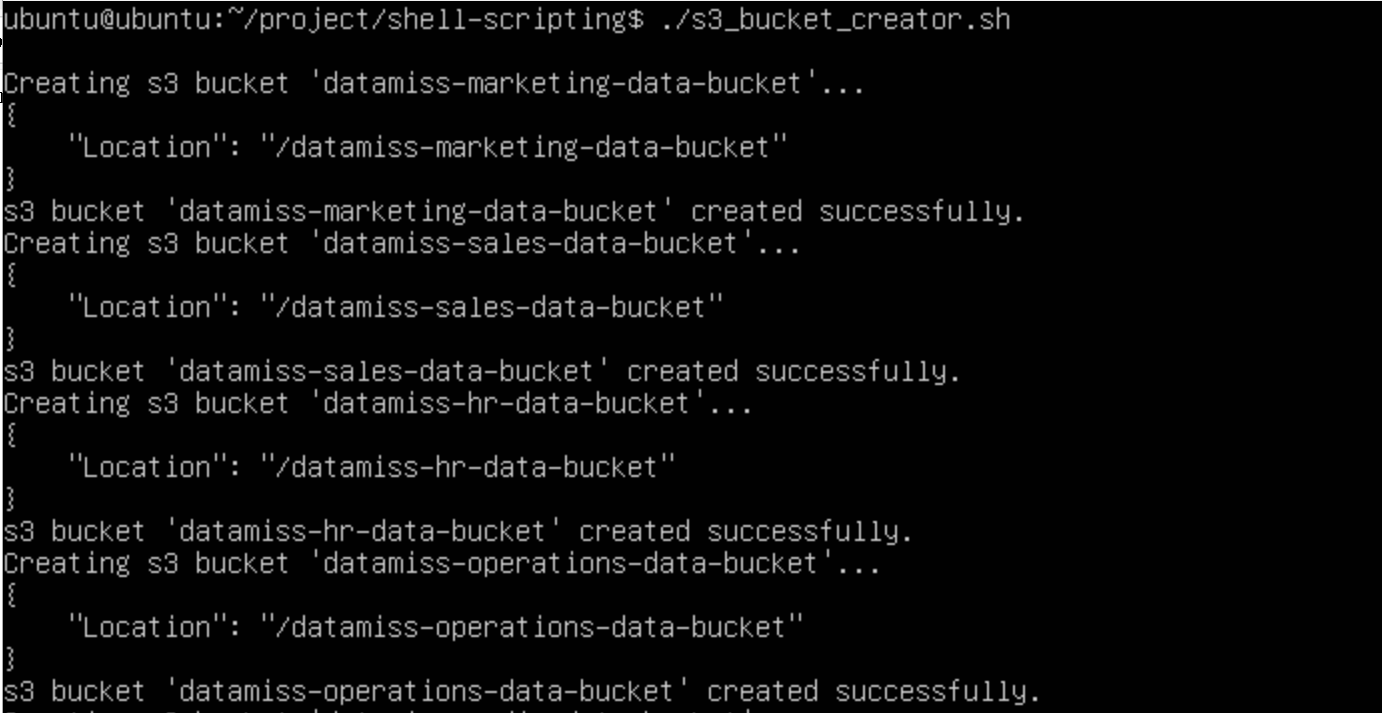 ubuntu@ubuntu:~/project/shell-scripting$ ./s3_bucket_creator.sh
Creating s3 bucket 'datamiss-marketing-data-bucket'...
{
    "Location": "/datamiss-marketing-data-bucket"
}
s3 bucket 'datamiss-marketing-data-bucket' created successfully.
Creating s3 bucket 'datamiss-sales-data-bucket'...
{
    "Location": "/datamiss-sales-data-bucket"
}
s3 bucket 'datamiss-sales-data-bucket' created successfully.
Creating s3 bucket 'datamiss-hr-data-bucket'...
{
    "Location": "/datamiss-hr-data-bucket"
}
s3 bucket 'datamiss-hr-data-bucket' created successfully.
Creating s3 bucket 'datamiss-operations-data-bucket'...
{
    "Location": "/datamiss-operations-data-bucket"
}
s3 bucket 'datamiss-operations-data-bucket' created successfully.